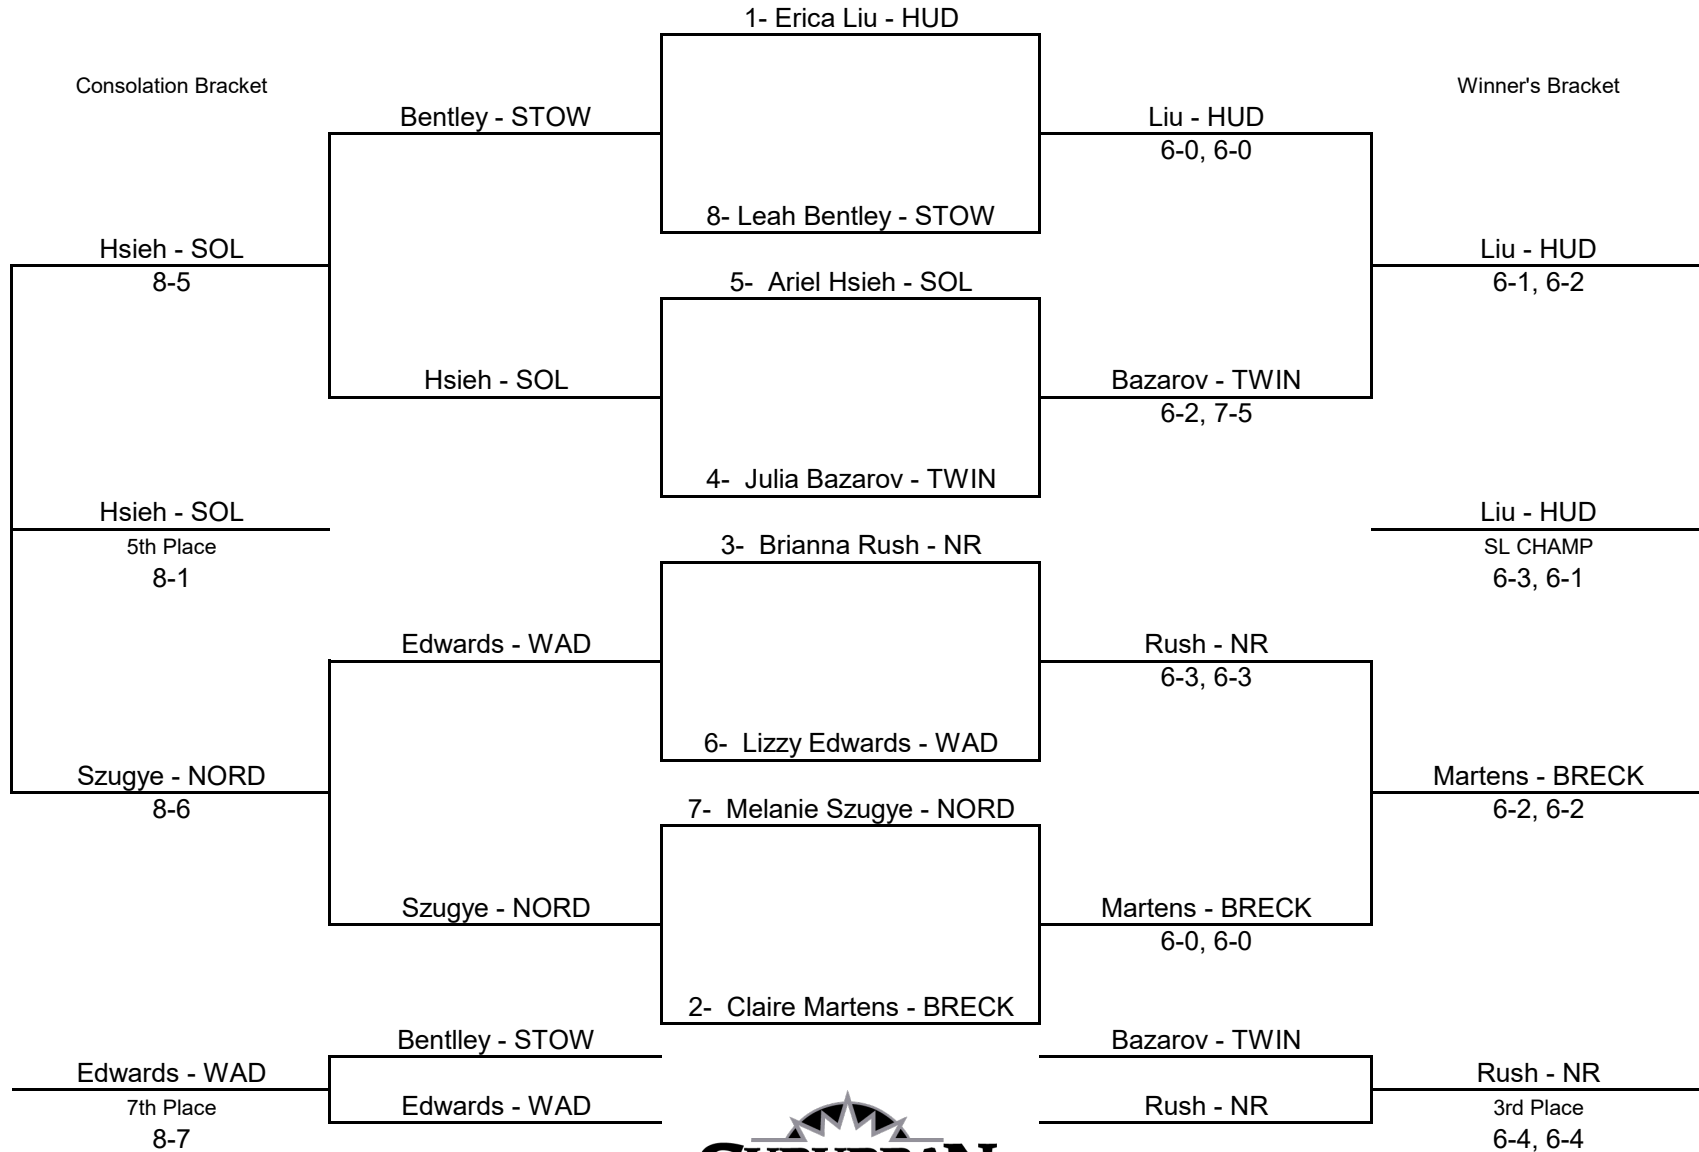 1- Erica Liu - HUD
Consolation Bracket
Winner's Bracket
Bentley - STOW
Liu - HUD
6-0, 6-0
8- Leah Bentley - STOW
Hsieh - SOL
8-5
Liu - HUD
6-1, 6-2
5-  Ariel Hsieh - SOL
Hsieh - SOL
Bazarov - TWIN
6-2, 7-5
4-  Julia Bazarov - TWIN
Hsieh - SOL
5th Place
8-1
Liu - HUD
SL CHAMP
6-3, 6-1
3-  Brianna Rush - NR
Edwards - WAD
Rush - NR
6-3, 6-3
6-  Lizzy Edwards - WAD
Szugye - NORD
8-6
Martens - BRECK
6-2, 6-2
7-  Melanie Szugye - NORD
Szugye - NORD
Martens - BRECK
6-0, 6-0
2-  Claire Martens - BRECK
Bentlley - STOW
Bazarov - TWIN
Edwards - WAD
7th Place
8-7
Edwards - WAD
Rush - NR
Rush - NR
3rd Place
6-4, 6-4
SUBURBAN